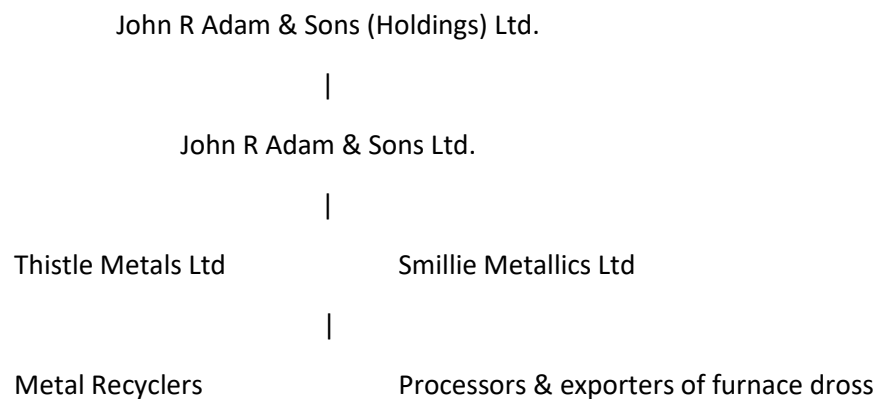 John R Adam & Sons (Holdings) Ltd.
|
John R Adam & Sons Ltd.
|
Thistle Metals Ltd Smillie Metallics Ltd
|
Metal Recyclers Processors & exporters of furnace dross